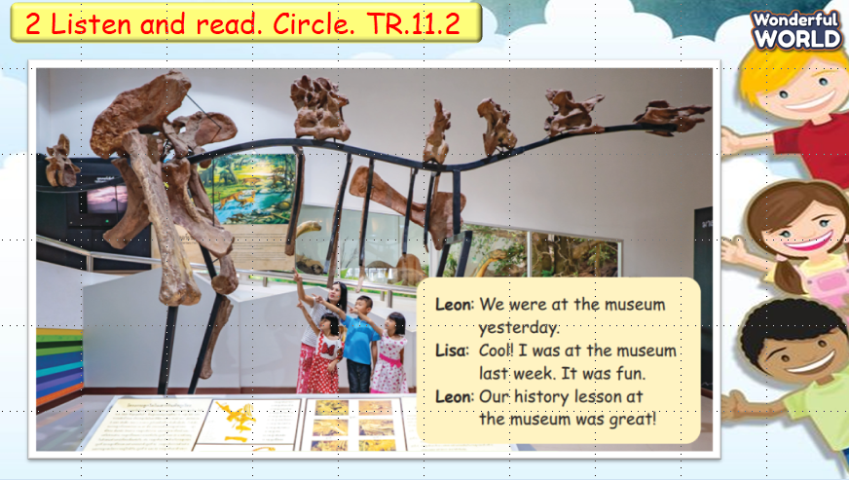 2 Listen and read. Circle. TR.11.2
Wonderful
WORLD
Leon: We were at the museum
yesterday.
Lisa: Cool! I was at the museum
last week. It was fun.
Leon: Our history lesson at
the museum was great!